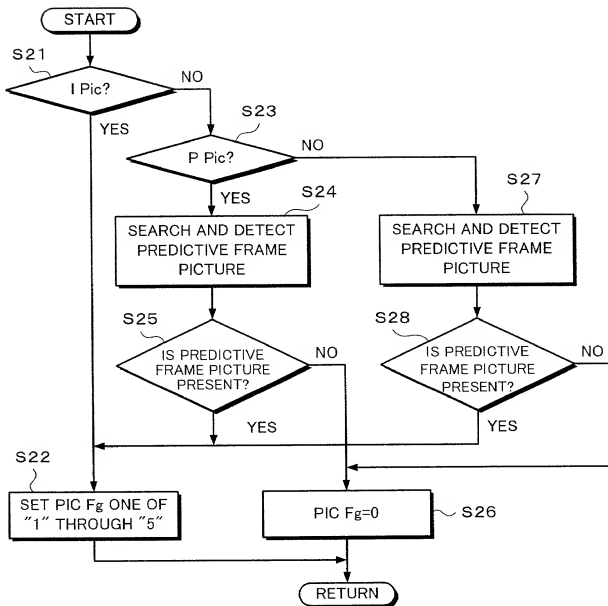 START
S21
I Pic?
NO
YES
S23
P Pic?
NO
YES
S24
SEARCH AND DETECT
PREDICTIVE FRAME
PICTURE
S27
SEARCH AND DETECT
PREDICTIVE FRAME
PICTURE
S25
IS PREDICTIVE
FRAME PICTURE
PRESENT?
NO
YES
S28
IS PREDICTIVE
FRAME PICTURE
PRESENT?
NO
YES
S22
SET PIC Fg ONE OF
"1" THROUGH "5"
PIC Fg=0
S26
RETURN